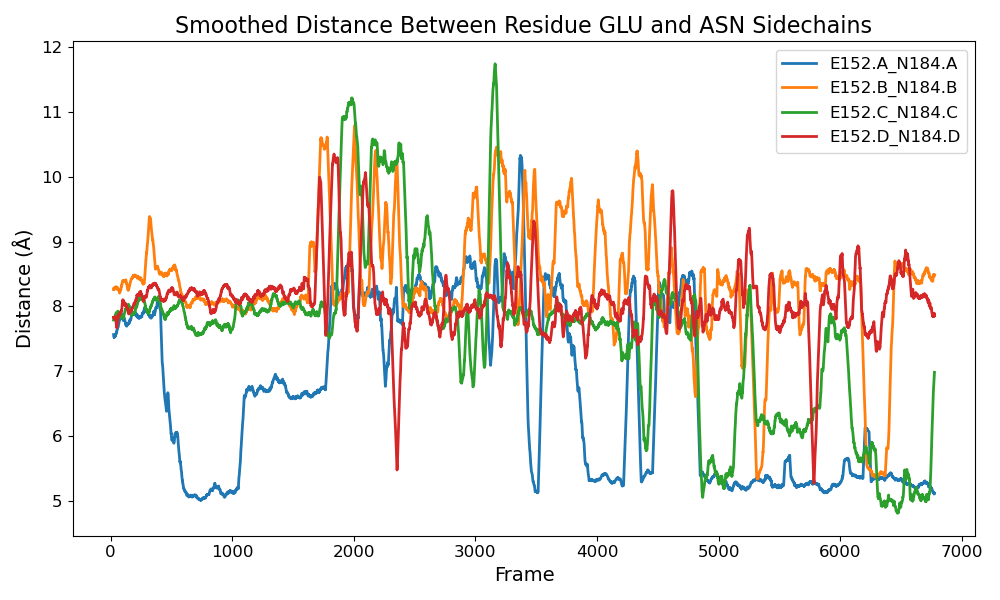 Smoothed Distance Between Residue GLU and ASN Sidechains
12
11
10
9
8
7
6
5
Distance (Å)
E152.A_N184.A
E152.B_N184.B
E152.C_N184.C
E152.D_N184.D
0 1000 2000 3000 4000 5000 6000 7000
Frame